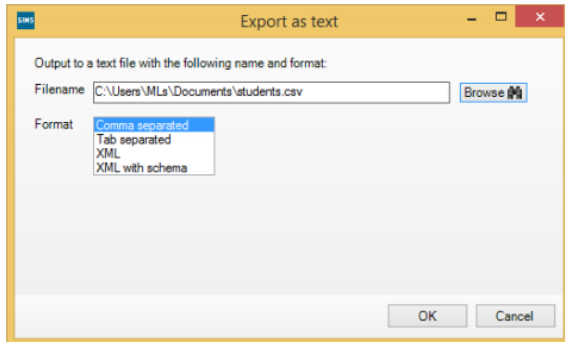 SIMS Export as text
Output to a text file with the following name and format:
Filename C:\Users\MLs\Documents\students.csv Browse
Format Comma separated
Tab separated
XML
XML with schema
OK Cancel